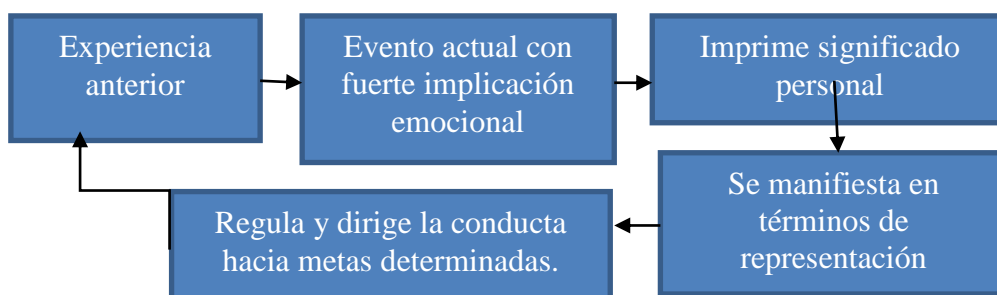 Experiencia
anterior
Evento actual con
fuerte implicación
emocional
Imprime significado
personal
Se manifiesta en
términos de
representación
Regula y dirige la conducta
hacia metas determinadas.